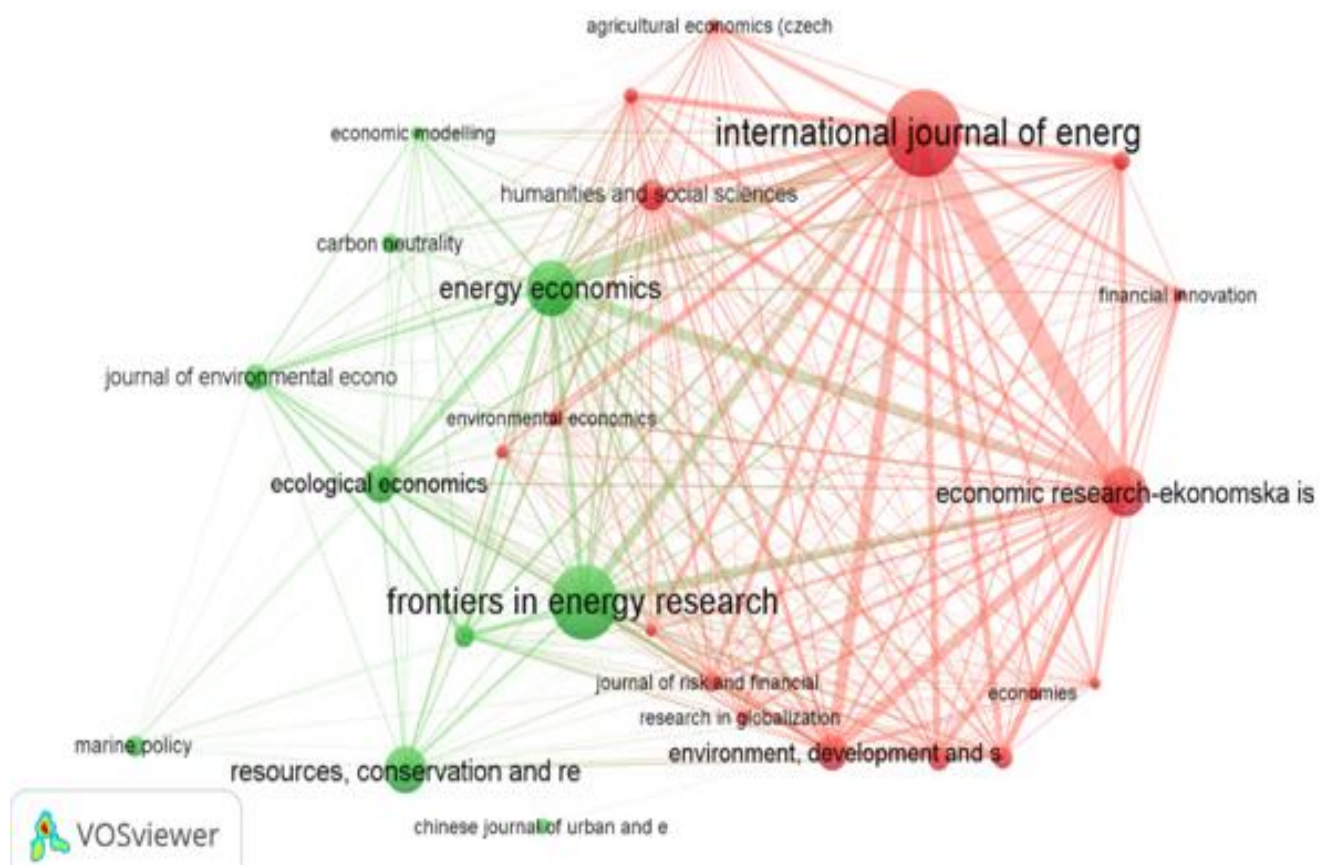 agricultural economics (czech
international journal of energ
economic modelling
humanities and social sciences
carbon neutrality
energy economics
financial innovation
journal of environmental econo
environmental economics
ecological economics
economic research-ekonomska is
frontiers in energy research
journal of risk and financial
economies
research in globalization
marine policy
environment, development and s
resources, conservation and re
chinese journal of urban and e
VOSviewer